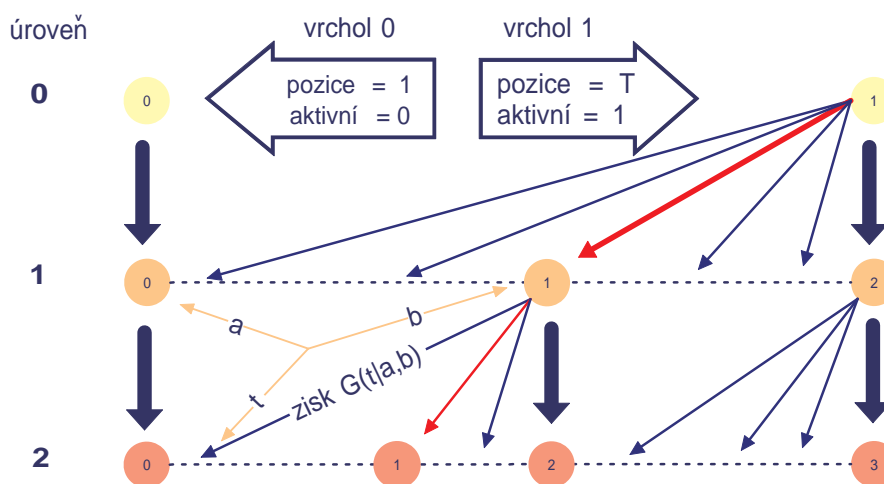 úroveň
vrchol 0
vrchol 1
0
0
pozice = 1
aktivní = 0
pozice = T
aktivní = 1
1
1
0
1
2
a
b
t
zisk G(t|a,b)
2
0
1
2
3